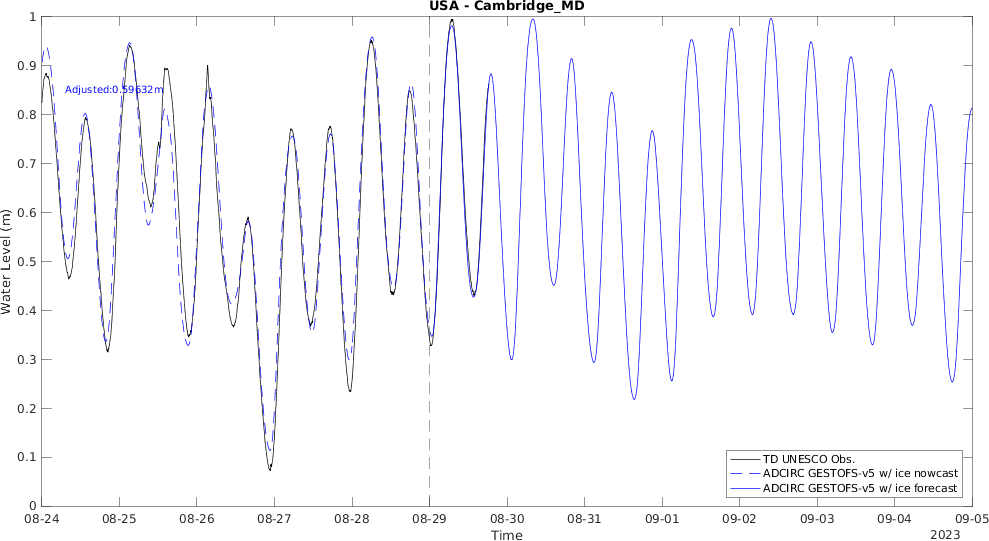 USA - Cambridge_MD
Adjusted:0.59632m
Water Level (m)
1
0.9
0.8
0.7
0.6
0.5
0.4
0.3
0.2
0.1
0
TD UNESCO Obs.
ADCIRC GESTOFS-v5 w/ ice nowcast
ADCIRC GESTOFS-v5 w/ ice forecast
08-24 08-25 08-26 08-27 08-28 08-29 08-30 08-31 09-01 09-02 09-03 09-04 09-05
Time
2023